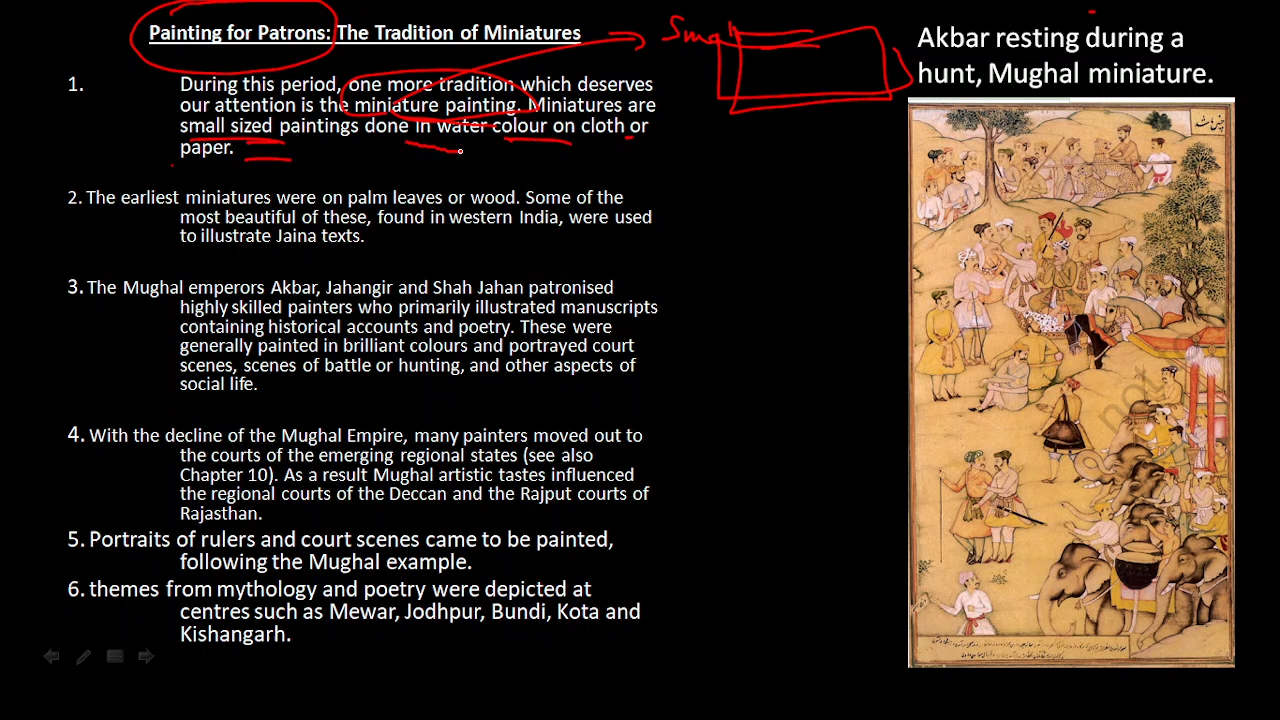 Painting for Patrons: The Tradition of Miniatures
1. During this period, one more tradition which deserves
our attention is the miniature painting. Miniatures are
small sized paintings done in water colour on cloth or
paper.
2. The earliest miniatures were on palm leaves or wood. Some of the
most beautiful of these, found in western India, were used
to illustrate Jaina texts.
3. The Mughal emperors Akbar, Jahangir and Shah Jahan patronised
highly skilled painters who primarily illustrated manuscripts
containing historical accounts and poetry. These were
generally painted in brilliant colours and portrayed court
scenes, scenes of battle or hunting, and other aspects of
social life.
4. With the decline of the Mughal Empire, many painters moved out to
the courts of the emerging regional states (see also
Chapter 10). As a result Mughal artistic tastes influenced
the regional courts of the Deccan and the Rajput courts of
Rajasthan.
5. Portraits of rulers and court scenes came to be painted,
following the Mughal example.
6. themes from mythology and poetry were depicted at
centres such as Mewar, Jodhpur, Bundi, Kota and
Kishangarh.
Akbar resting during a
hunt, Mughal miniature.
not